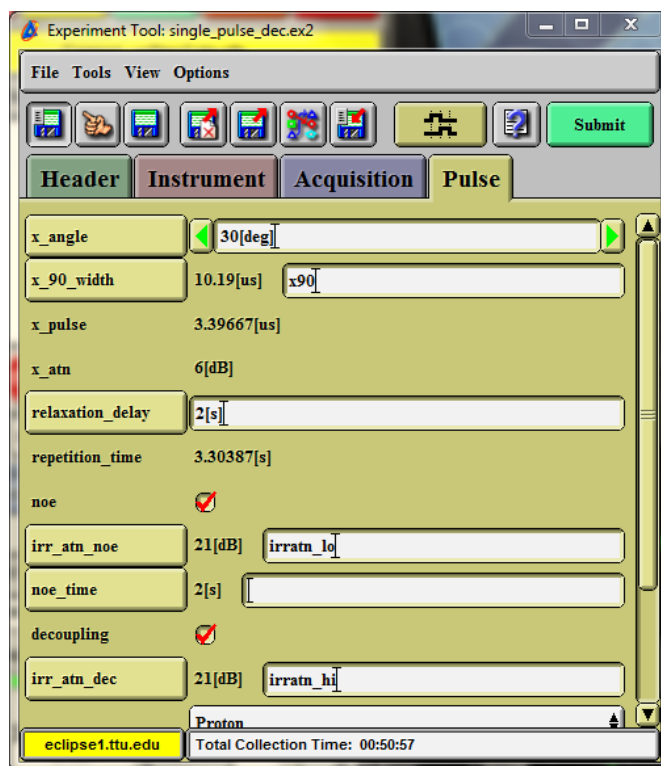 Experiment Tool: single_pulse_dec.ex2
File Tools View Options
Submit
Header Instrument Acquisition Pulse
x_angle 30[deg]
x_90_width 10.19[us] x90
x_pulse 3.39667[us]
x_atn 6[dB]
relaxation_delay 2[s]
repetition_time 3.30387[s]
noe
irr_atn_noe 21[dB] irratn_lo
noe_time 2[s]
decoupling
irr_atn_dec 21[dB] irratn_hi
Proton
eclipse1.ttu.edu Total Collection Time: 00:50:57